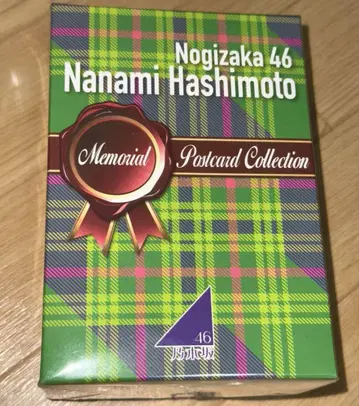 Nogizaka 46
Nanami Hashimoto
Memorial Postcard Collection
46